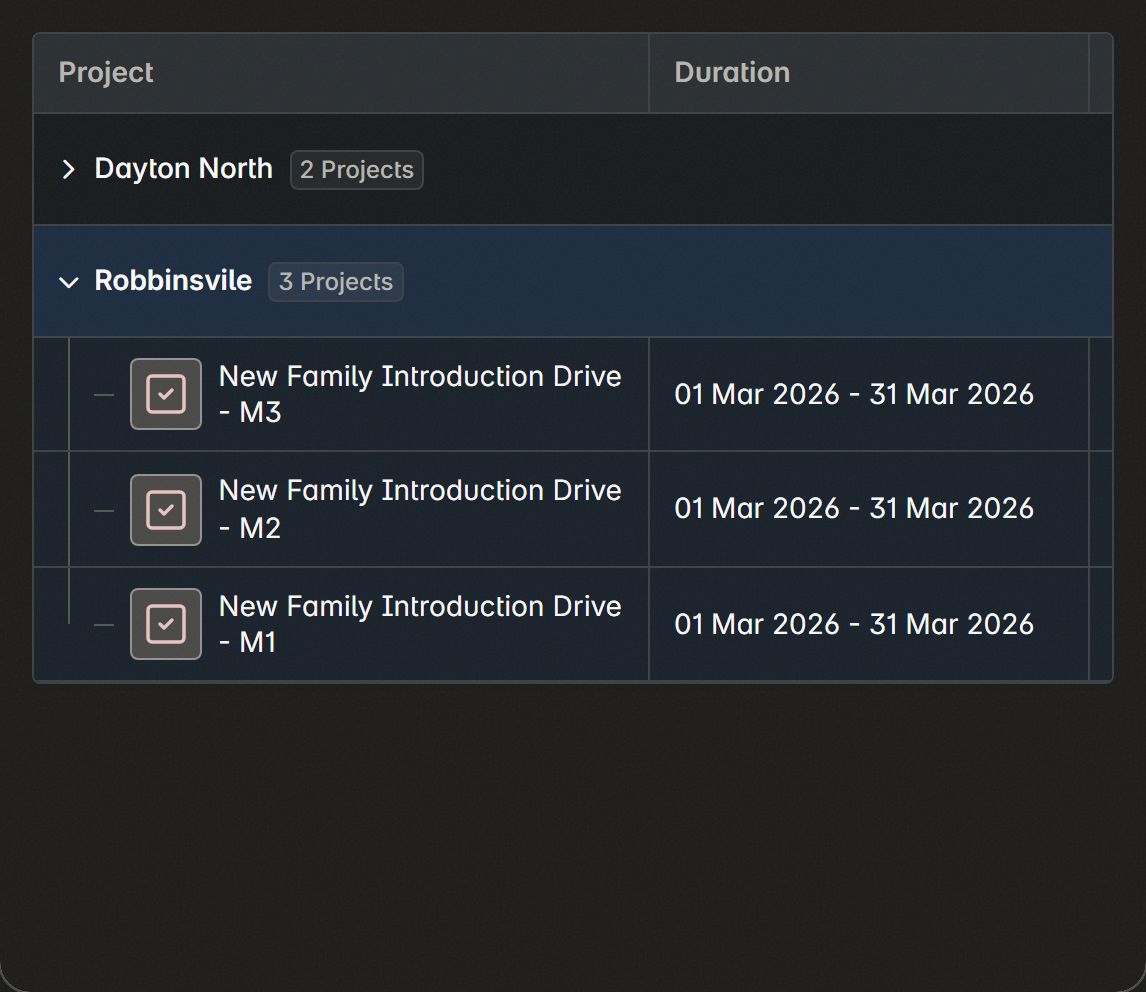 Project
Duration
Dayton North
2 Projects
Robbinsvile
3 Projects
New Family Introduction Drive
- M3
01 Mar 2026 - 31 Mar 2026
New Family Introduction Drive
- M2
01 Mar 2026 - 31 Mar 2026
New Family Introduction Drive
- M1
01 Mar 2026 - 31 Mar 2026